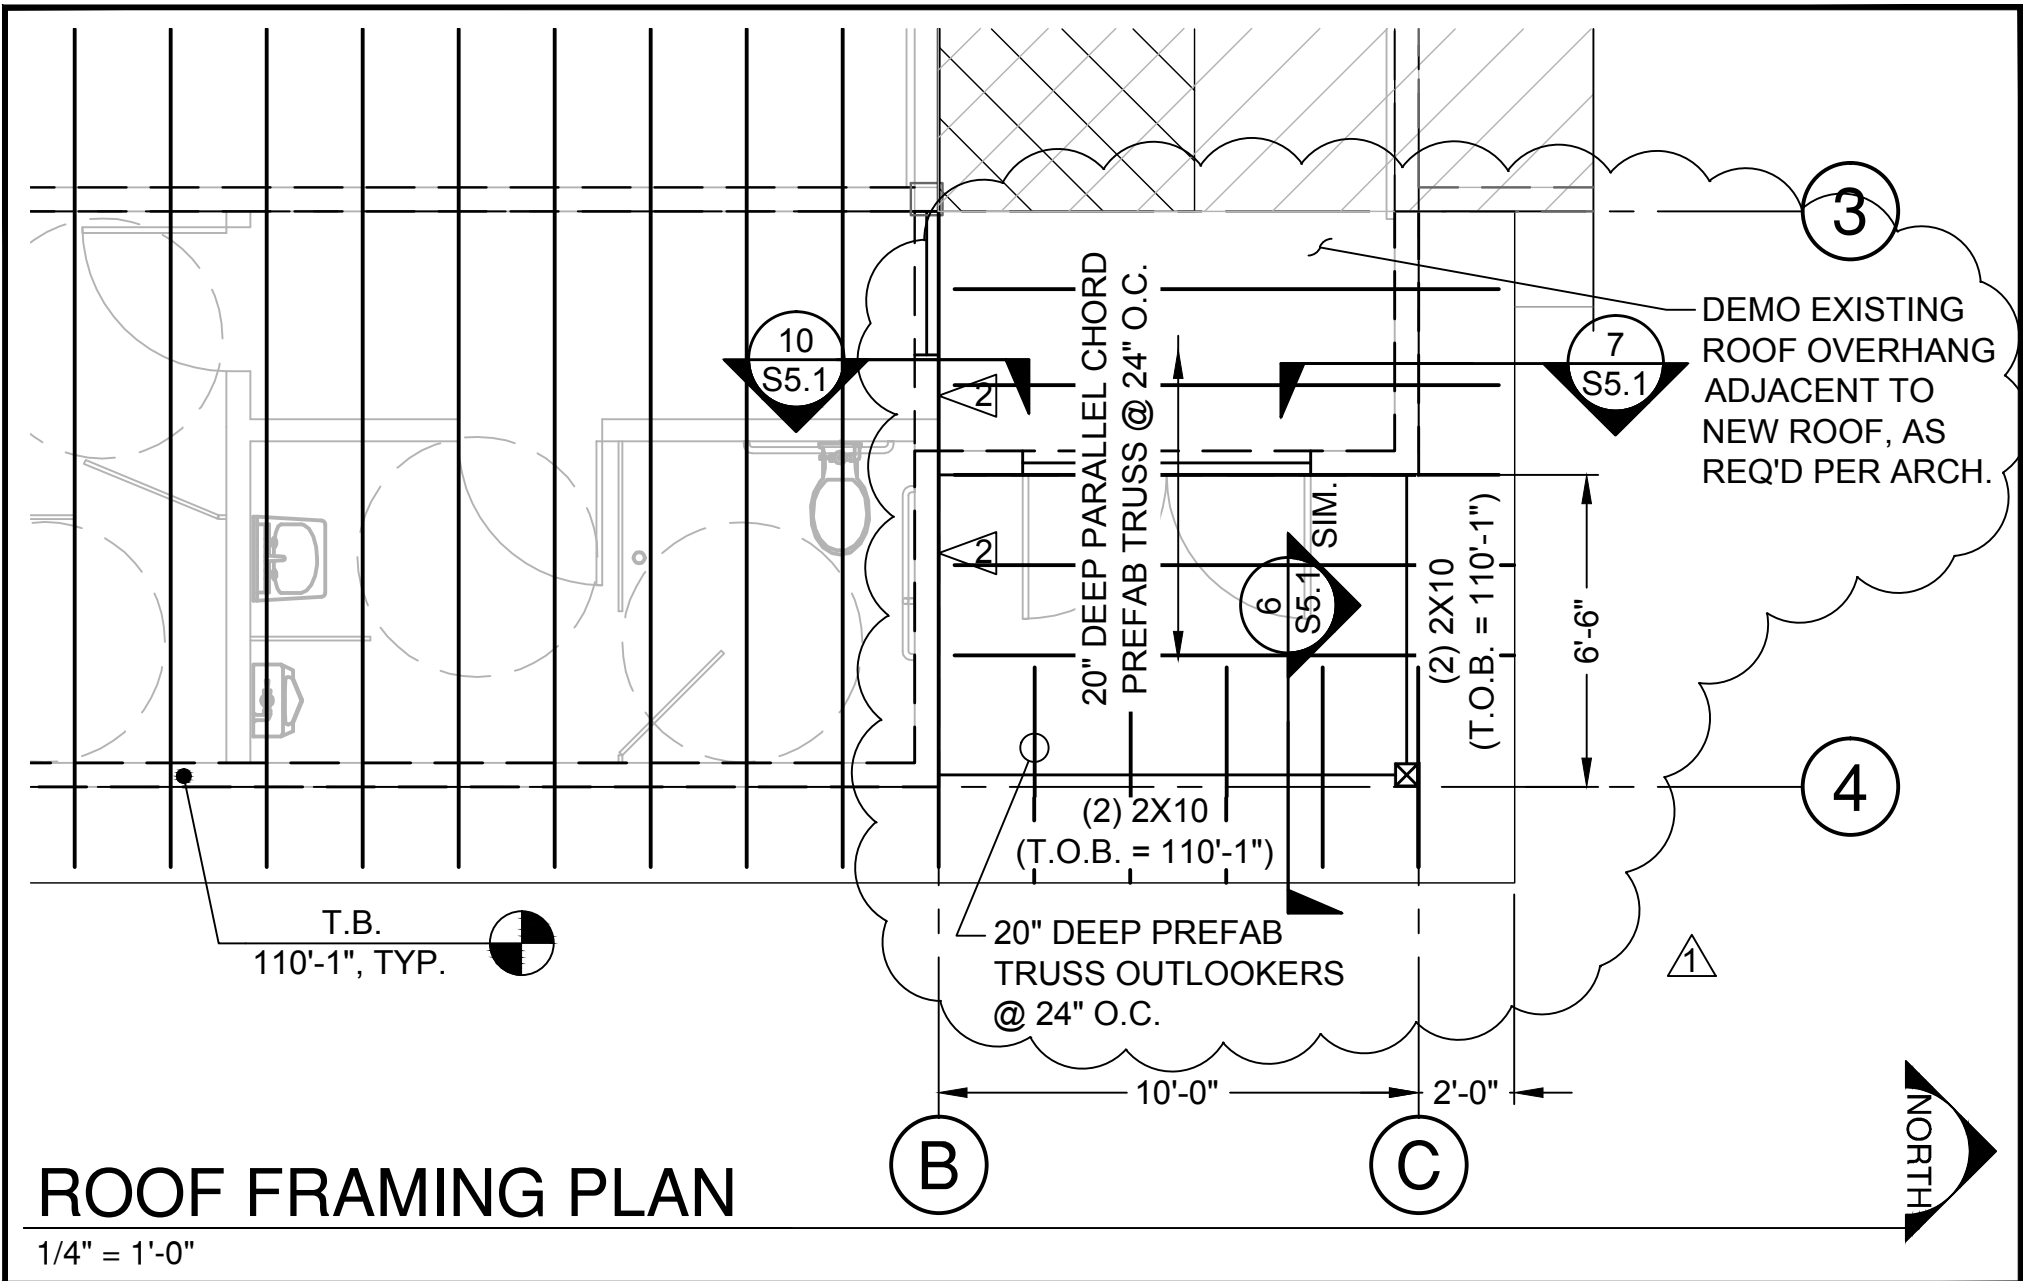 3
DEMO EXISTING
ROOF OVERHANG
ADJACENT TO
NEW ROOF, AS
REQ'D PER ARCH.
10
S5.1
7
S5.1
2
2
20" DEEP PARALLEL CHORD
PREFAB TRUSS @ 24" O.C.
SIM.
6
S5.1
(2) 2X10
(T.O.B. = 110'-1")
6'-6"
4
(2) 2X10
(T.O.B. = 110'-1")
T.B.
110'-1", TYP.
20" DEEP PREFAB
TRUSS OUTLOOKERS
@ 24" O.C.
1
10'-0"
2'-0"
B
C
NORTH
ROOF FRAMING PLAN
1/4" = 1'-0"